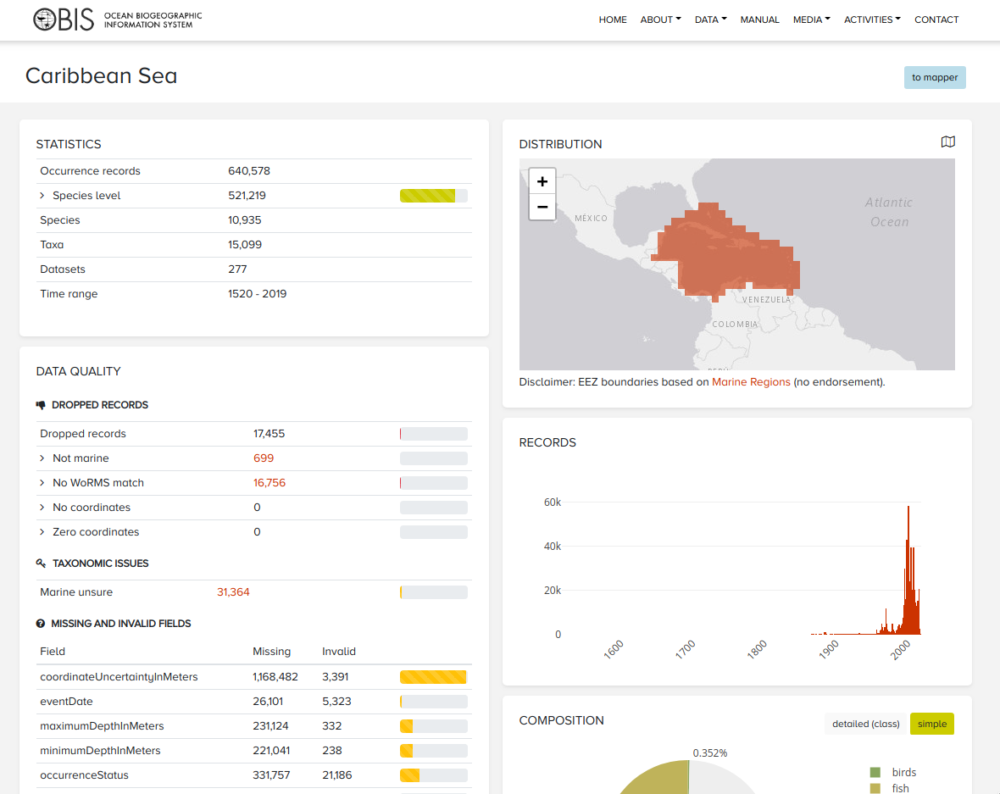 OBIS OCEAN BIOGEOGRAPHIC
INFORMATION SYSTEM
HOME ABOUT DATA MANUAL MEDIA ACTIVITIES CONTACT
Caribbean Sea
to mapper
STATISTICS
Occurrence records 640,578
Species level 521,219
Species 10,935
Taxa 15,099
Datasets 277
Time range 1520 - 2019
DATA QUALITY
DROPPED RECORDS
Dropped records 17,455
Not marine 699
No WoRMS match 16,756
No coordinates 0
Zero coordinates 0
TAXONOMIC ISSUES
Marine unsure 31,364
MISSING AND INVALID FIELDS
Field Missing Invalid
coordinateUncertaintyInMeters 1,168,482 3,391
eventDate 26,101 5,323
maximumDepthInMeters 231,124 332
minimumDepthInMeters 221,041 238
occurrenceStatus 331,757 21,186
DISTRIBUTION
+
−
MÉXICO
Atlantic
Ocean
VENEZUELA
COLOMBIA
PERÚ
Disclaimer: EEZ boundaries based on Marine Regions (no endorsement).
RECORDS
60k
40k
20k
0
1600 1700 1800 1900 2000
COMPOSITION
detailed (class) simple
0.352%
birds
fish